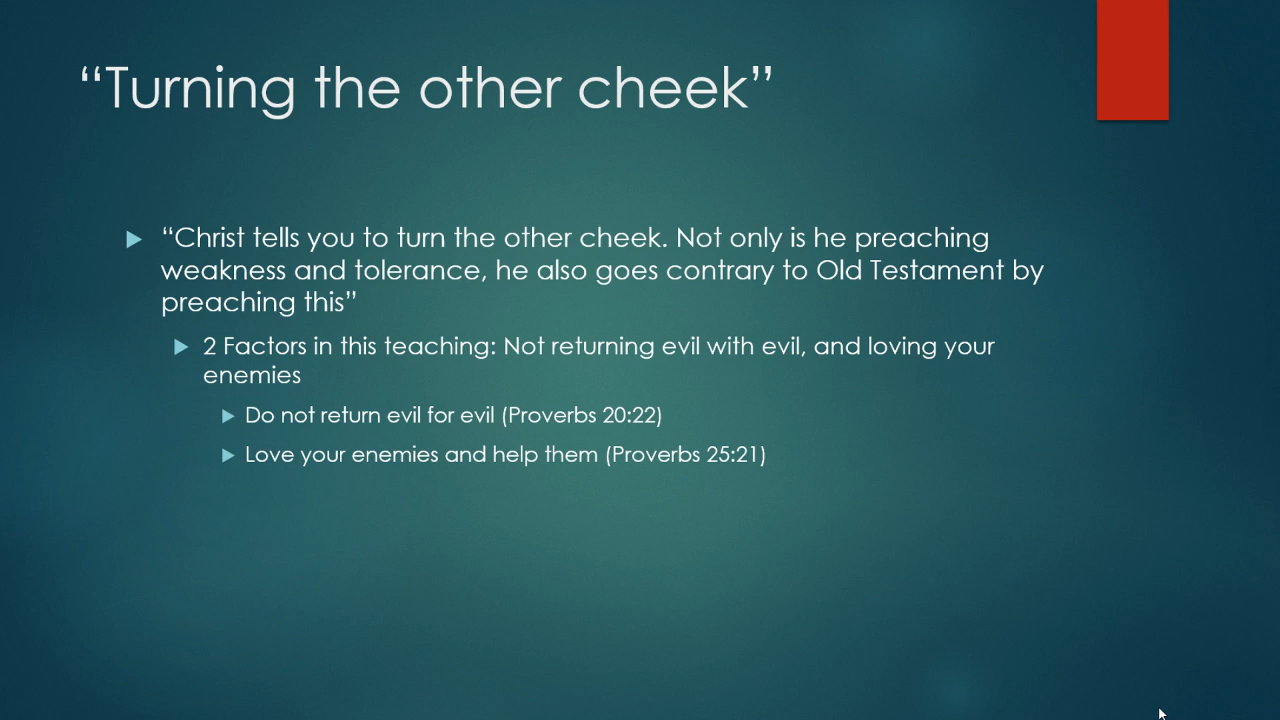 “Turning the other cheek”
“Christ tells you to turn the other cheek. Not only is he preaching
weakness and tolerance, he also goes contrary to Old Testament by
preaching this”
2 Factors in this teaching: Not returning evil with evil, and loving your
enemies
Do not return evil for evil (Proverbs 20:22)
Love your enemies and help them (Proverbs 25:21)